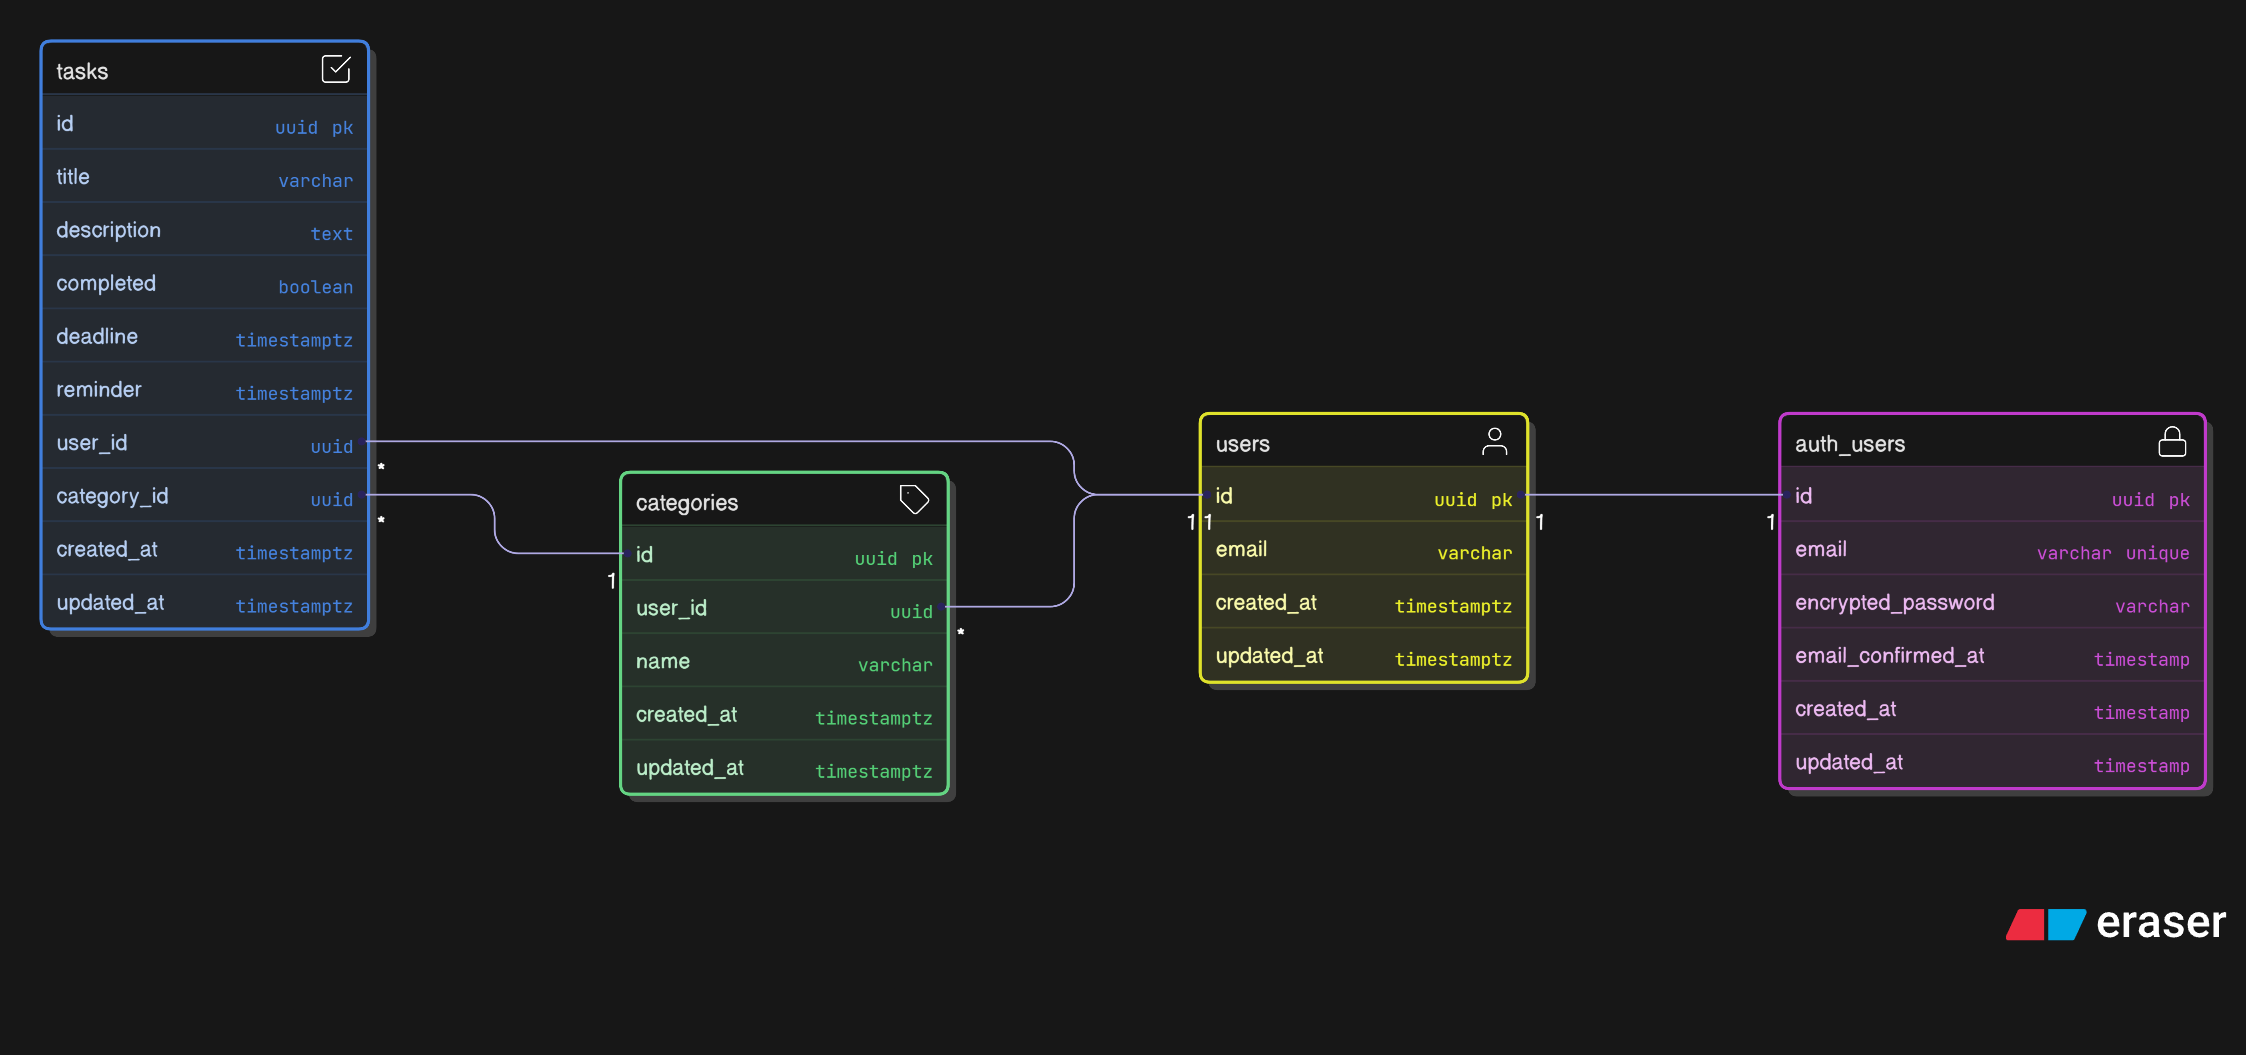 tasks
id uuid pk
title varchar
description text
completed boolean
deadline timestamptz
reminder timestamptz
user_id uuid
*
category_id uuid
*
created_at timestamptz
updated_at timestamptz
categories
id uuid pk
1
user_id uuid
*
name varchar
created_at timestamptz
updated_at timestamptz
users
id uuid pk
1 1
1
email varchar
created_at timestamptz
updated_at timestamptz
auth_users
id uuid pk
1
email varchar unique
encrypted_password varchar
email_confirmed_at timestamp
created_at timestamp
updated_at timestamp
eraser